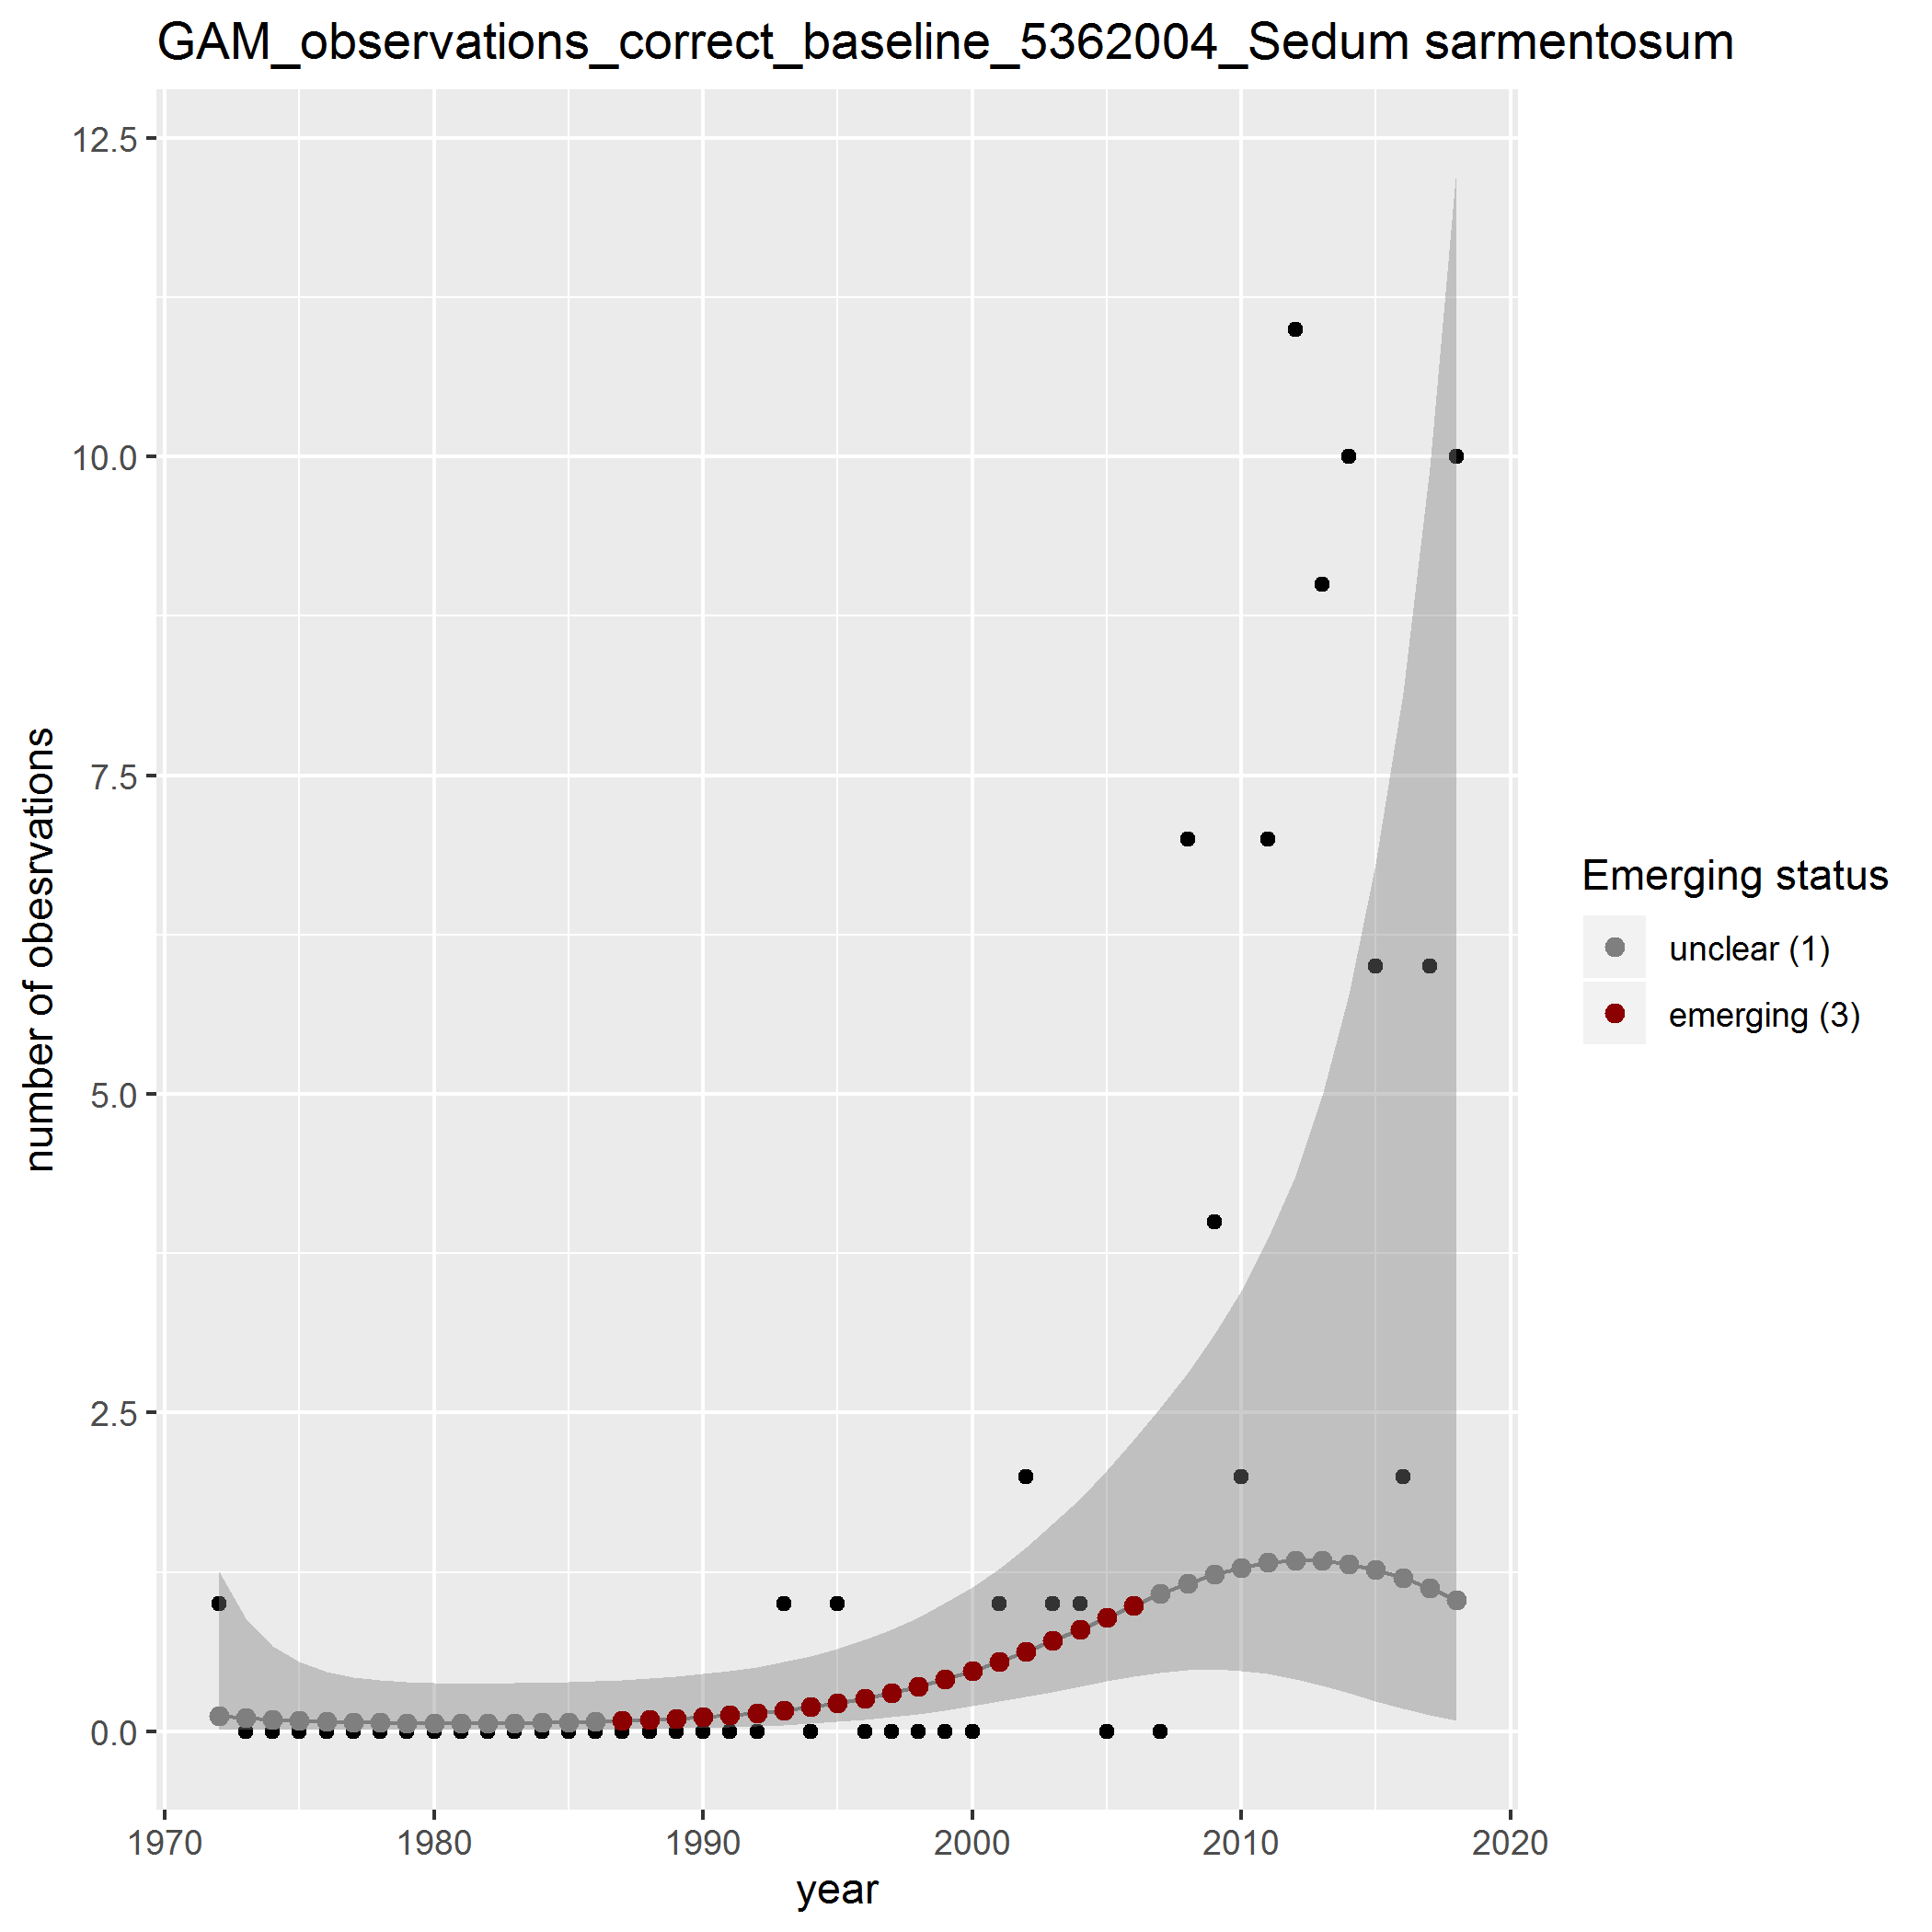 GAM_observations_correct_baseline_5362004_Sedum sarmentosum
12.5
10.0
7.5
5.0
2.5
0.0
number of obesrvations
1970 1980 1990 2000 2010 2020
year
Emerging status
unclear (1)
emerging (3)